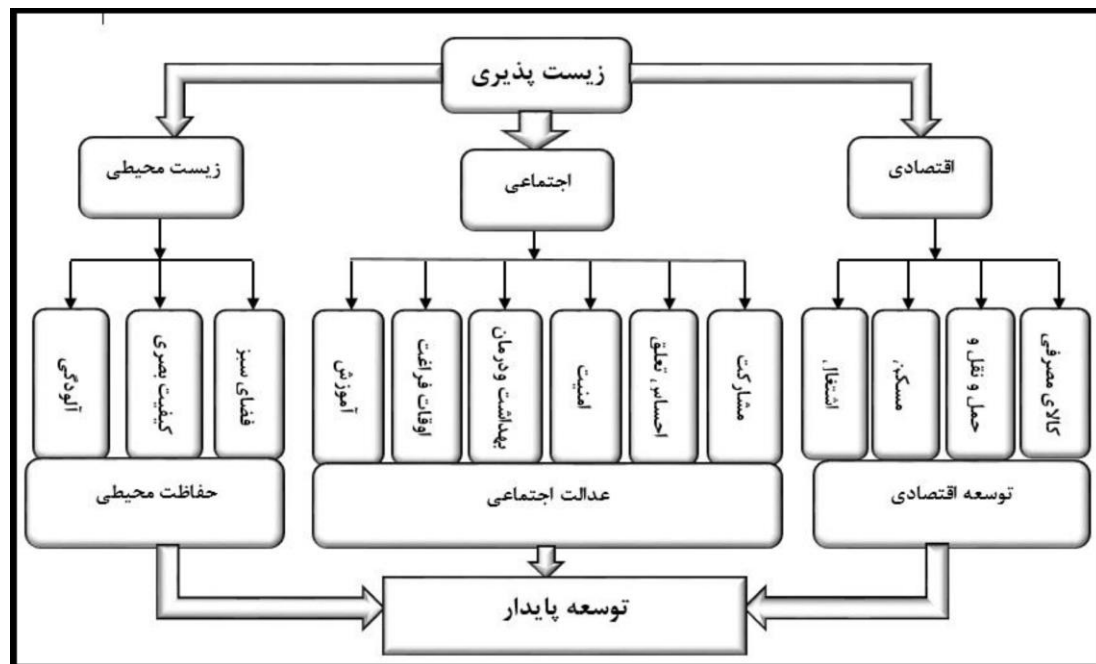 زیست پذیری
اقتصادی
اجتماعی
زیست محیطی
کالای مصرفی
حمل و نقل و
مسکن
اشتغال
مشارکت
احساس تعلق
امنیت
بهداشت ودرمان
اوقات فراغت
آموزش
فضای سبز
کیفیت بصری
آلودگی
توسعه اقتصادی
عدالت اجتماعی
حفاظت محیطی
توسعه پایدار